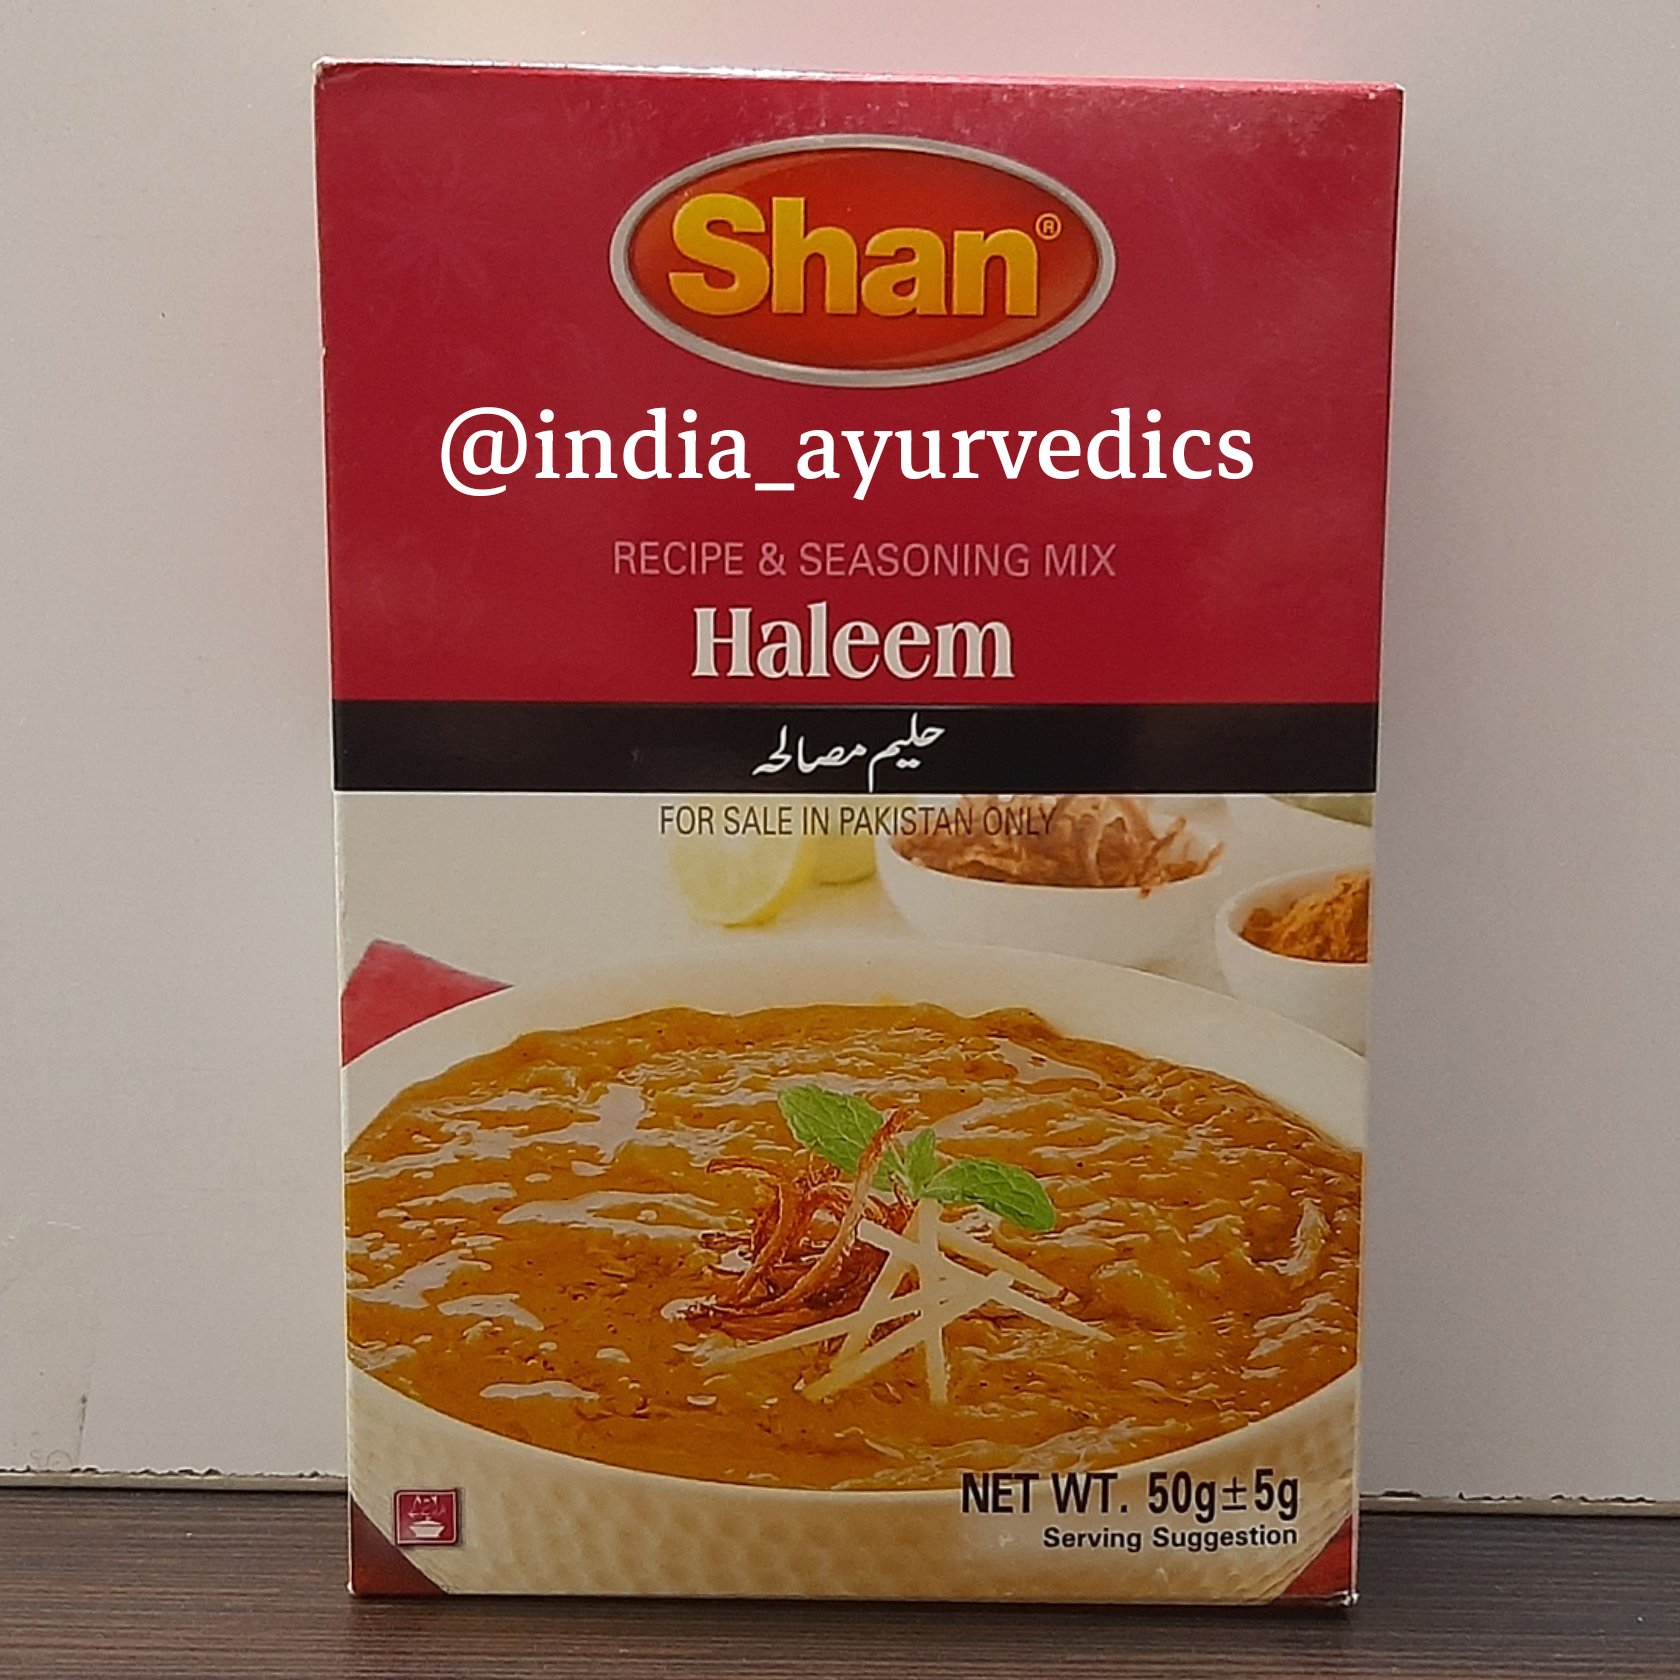 Shan®
@india_ayurvedics
RECIPE & SEASONING MIX
Haleem
حلیم مصالحہ
FOR SALE IN PAKISTAN ONLY
NET WT. 50g±5g
Serving Suggestion